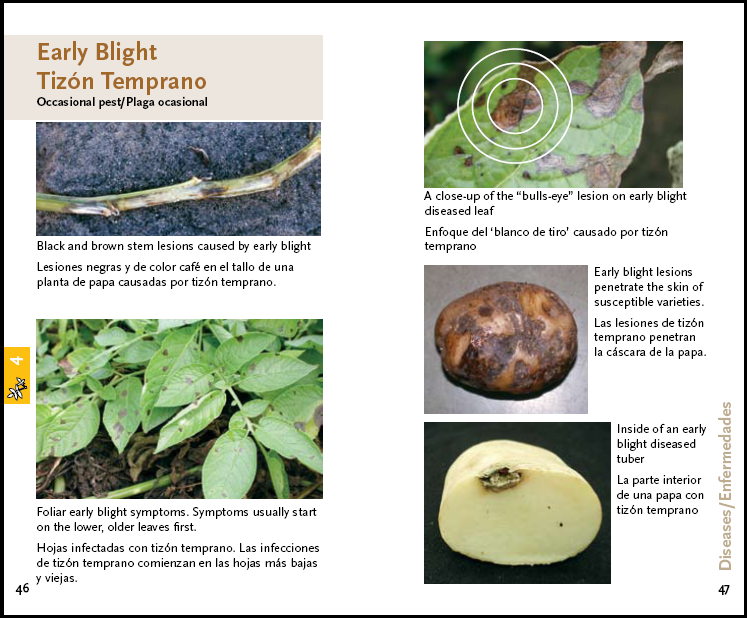 Early Blight
Tizón Temprano
Occasional pest/Plaga ocasional
Black and brown stem lesions caused by early blight
Lesiones negras y de color café en el tallo de una
planta de papa causadas por tizón temprano.
4
Foliar early blight symptoms. Symptoms usually start
on the lower, older leaves first.
Hojas infectadas con tizón temprano. Las infecciones
de tizón temprano comienzan en las hojas más bajas
y viejas.
46
A close-up of the “bulls-eye” lesion on early blight
diseased leaf
Enfoque del ‘blanco de tiro’ causado por tizón
temprano
Early blight lesions
penetrate the skin of
susceptible varieties.
Las lesiones de tizón
temprano penetran
la cáscara de la papa.
Inside of an early
blight diseased
tuber
La parte interior
de una papa con
tizón temprano
Diseases/Enfermedades
47